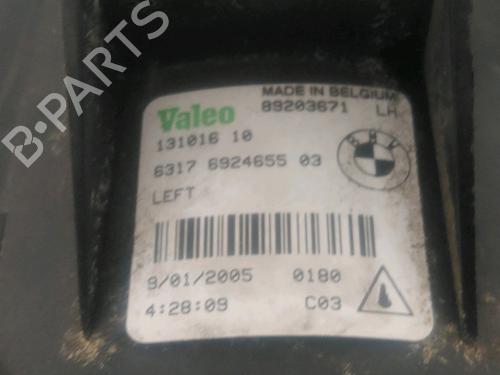 B-PARTS
MADE IN BELGIUM
Valeo
89203671 LH
131016 10
BMW
6317 6924655 03
LEFT
9/01/2005 0180
4:28:09 C03